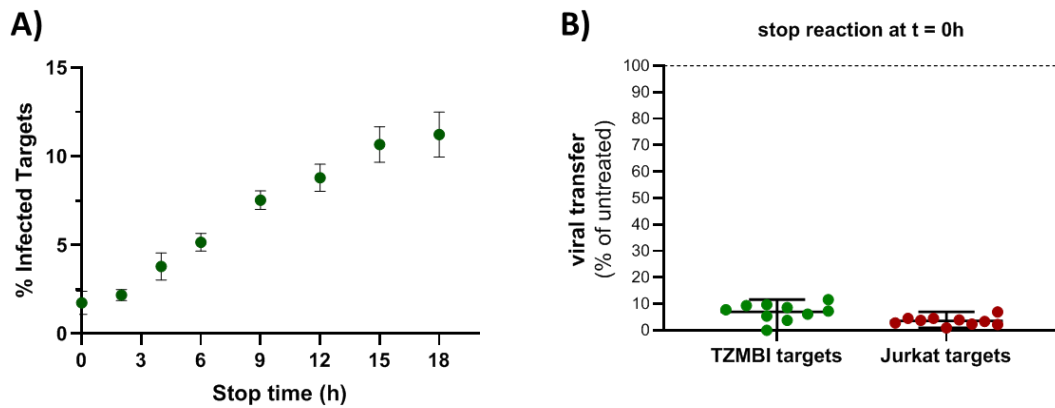 A)
15
10
5
0
% Infected Targets
0 3 6 9 12 15 18
Stop time (h)
B)
stop reaction at t = 0h
100
90
80
70
60
50
40
30
20
10
0
viral transfer
(% of untreated)
TZMBI targets Jurkat targets